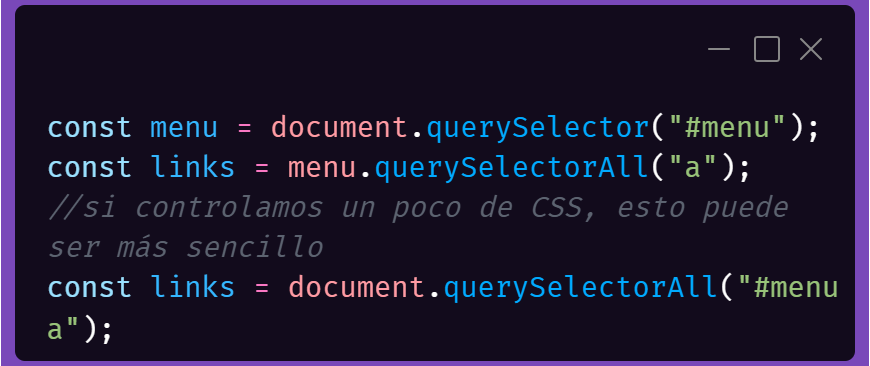 const menu = document.querySelector("#menu");
const links = menu.querySelectorAll("a");
//si controlamos un poco de CSS, esto puede
ser más sencillo
const links = document.querySelectorAll("#menu
a");